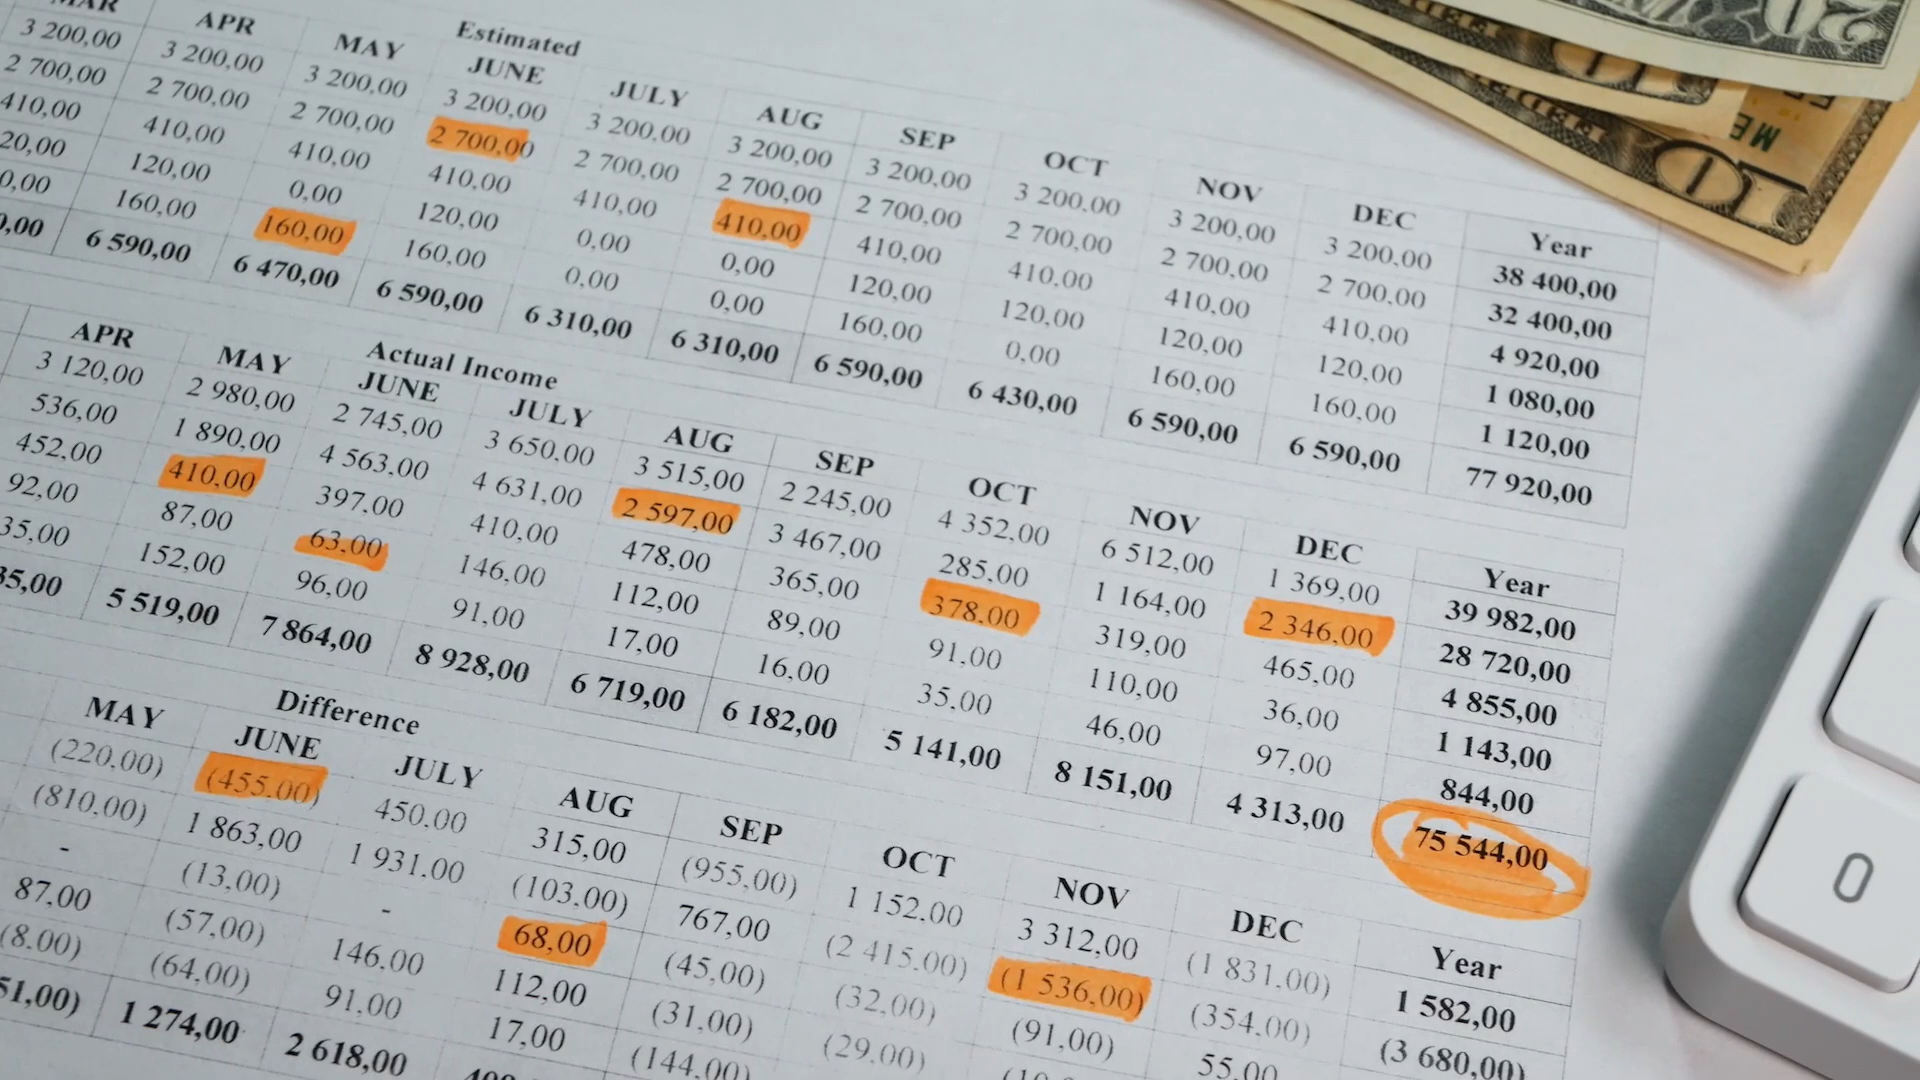 Estimated
MAR APR MAY JUNE JULY AUG SEP OCT NOV DEC Year
3 200,00 3 200,00 3 200,00 3 200,00 3 200,00 3 200,00 3 200,00 3 200,00 3 200,00 3 200,00 38 400,00
2 700,00 2 700,00 2 700,00 2 700,00 2 700,00 2 700,00 2 700,00 2 700,00 2 700,00 2 700,00 32 400,00
410,00 410,00 410,00 410,00 410,00 410,00 410,00 410,00 410,00 410,00 4 920,00
20,00 120,00 0,00 120,00 0,00 0,00 120,00 120,00 120,00 120,00 1 080,00
0,00 160,00 160,00 160,00 0,00 0,00 160,00 0,00 160,00 160,00 1 120,00
0,00 6 590,00 6 470,00 6 590,00 6 310,00 6 310,00 6 590,00 6 430,00 6 590,00 6 590,00 77 920,00
Actual Income
APR MAY JUNE JULY AUG SEP OCT NOV DEC Year
3 120,00 2 980,00 2 745,00 3 650,00 3 515,00 2 245,00 4 352,00 6 512,00 1 369,00 39 982,00
536,00 1 890,00 4 563,00 4 631,00 2 597,00 3 467,00 285,00 1 164,00 2 346,00 28 720,00
452,00 410,00 397,00 410,00 478,00 365,00 378,00 319,00 465,00 4 855,00
92,00 87,00 63,00 146,00 112,00 89,00 91,00 110,00 36,00 1 143,00
35,00 152,00 96,00 91,00 17,00 16,00 35,00 46,00 97,00 844,00
35,00 5 519,00 7 864,00 8 928,00 6 719,00 6 182,00 5 141,00 8 151,00 4 313,00 75 544,00
Difference
MAY JUNE JULY AUG SEP OCT NOV DEC Year
(220,00) (455,00) 450,00 315,00 (955,00) 1 152,00 3 312,00 (1 831,00) 1 582,00
(810,00) 1 863,00 1 931,00 (103,00) 767,00 (2 415,00) (1 536,00) (354,00) (3 680,00)
- (13,00) - 68,00 (45,00) (32,00) (91,00) 55,00
87,00 (57,00) 146,00 112,00 (31,00) (29,00)
(8,00) (64,00) 91,00 17,00 (144,00)
51,00) 1 274,00 2 618,00
10
0